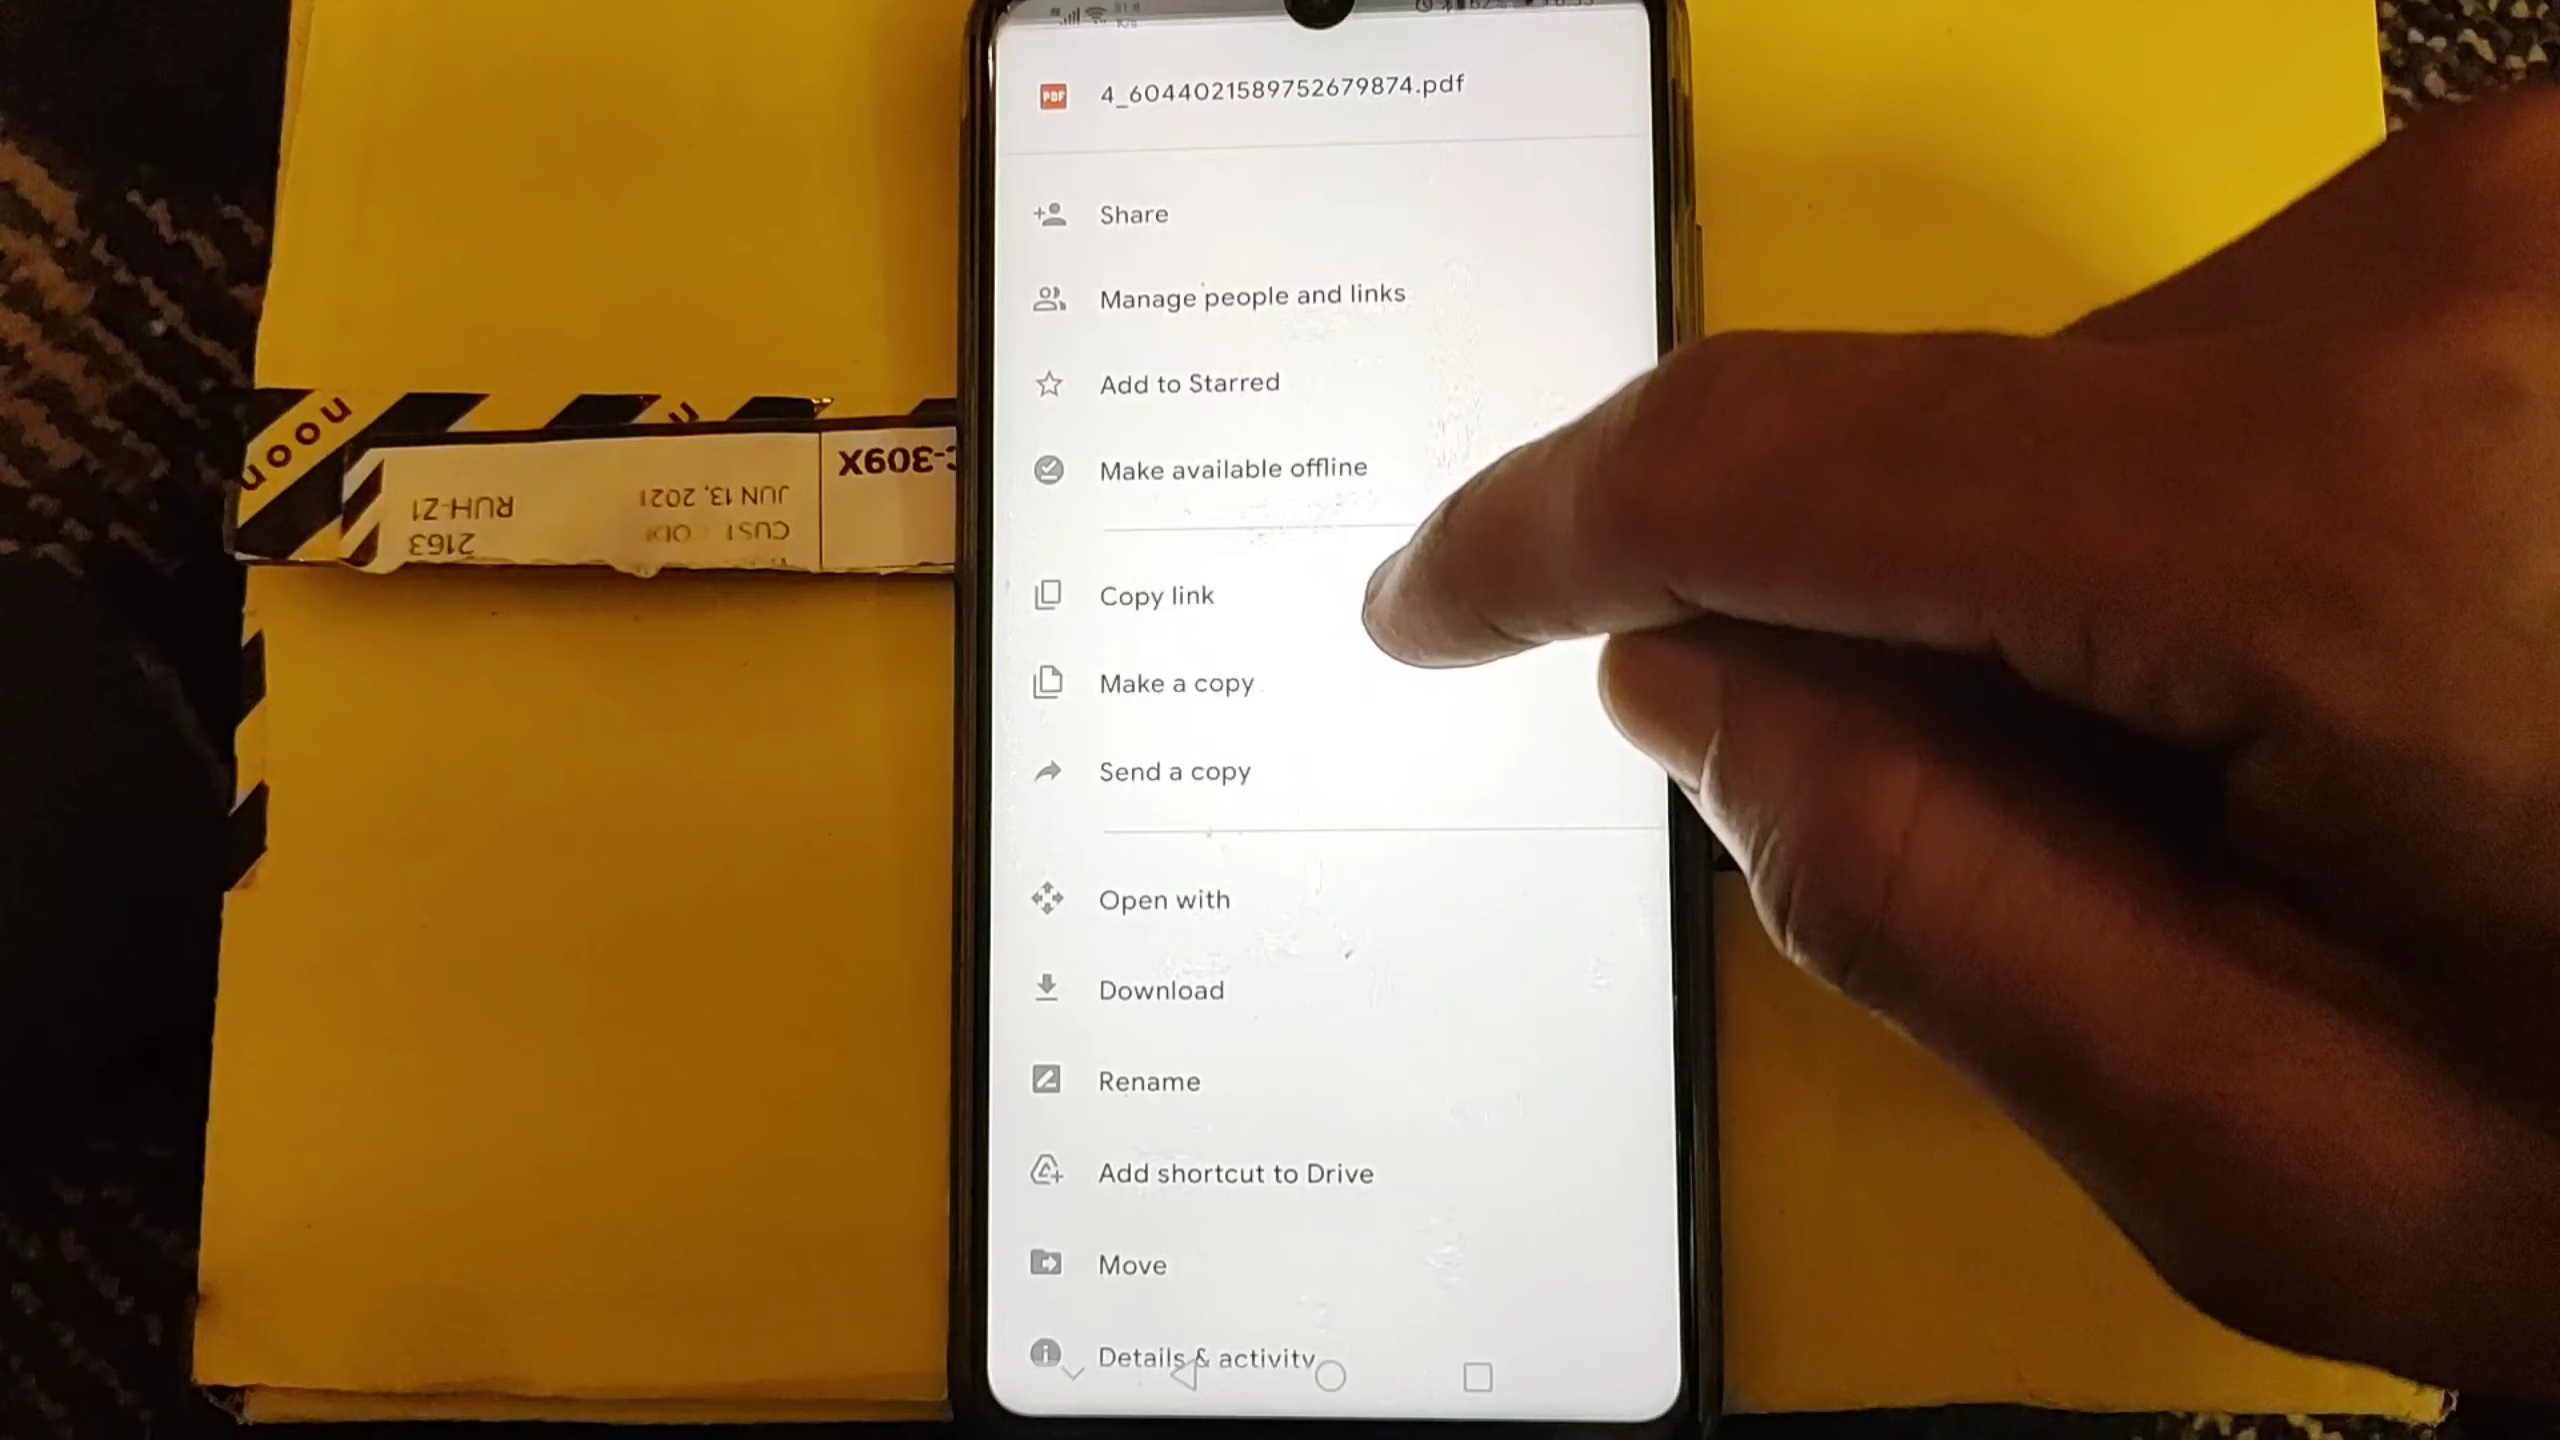 4_6044021589752679874.pdf
PDF
Share
Manage people and links
Add to Starred
Make available offline
Copy link
Make a copy
Send a copy
Open with
Download
Rename
Add shortcut to Drive
Move
Details & activity
noon
-309X
JUN 13, 2021
RUH-Z1
2163